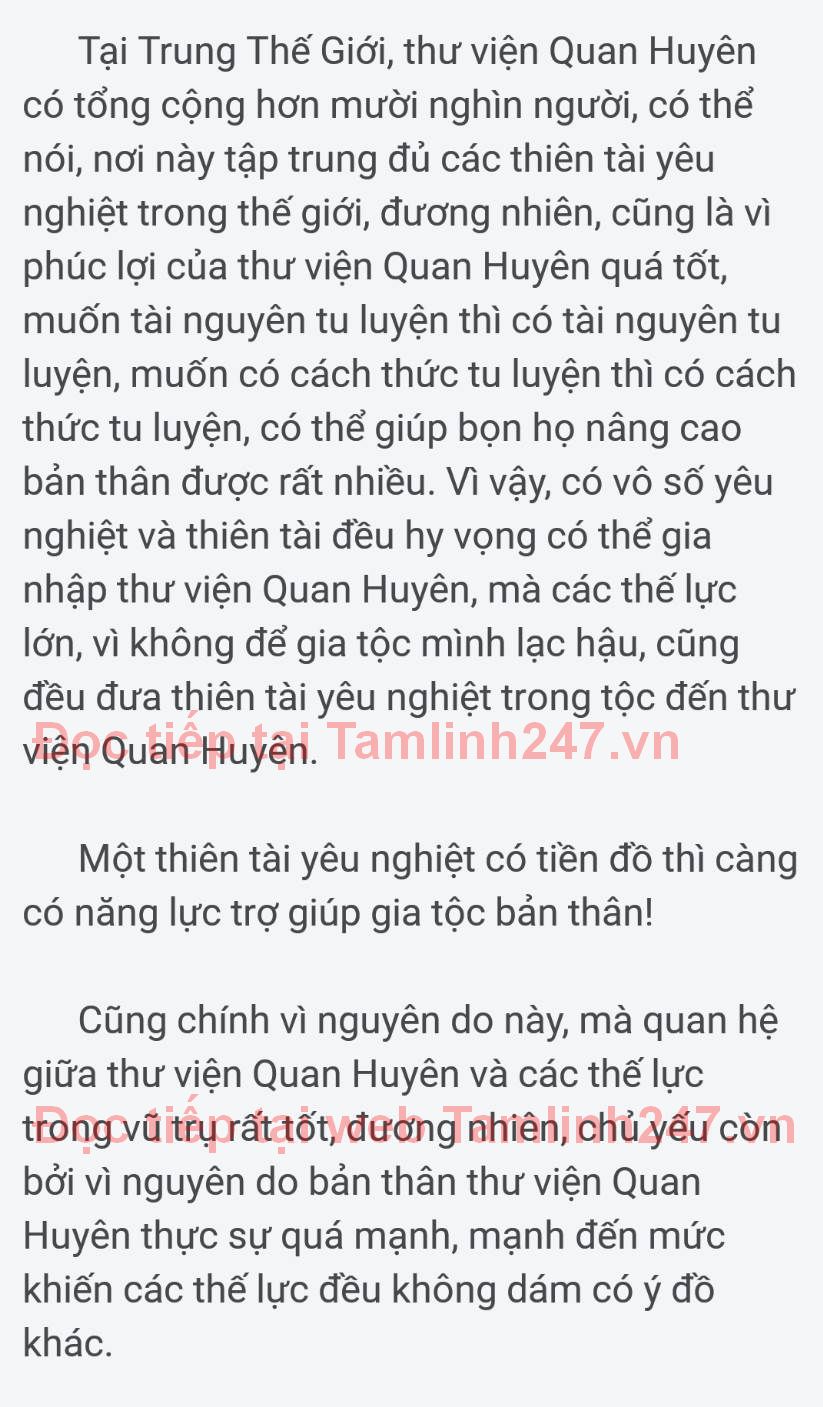 Tại Trung Thế Giới, thư viện Quan Huyên
có tổng cộng hơn mười nghìn người, có thể
nói, nơi này tập trung đủ các thiên tài yêu
nghiệt trong thế giới, đương nhiên, cũng là vì
phúc lợi của thư viện Quan Huyên quá tốt,
muốn tài nguyên tu luyện thì có tài nguyên tu
luyện, muốn có cách thức tu luyện thì có cách
thức tu luyện, có thể giúp bọn họ nâng cao
bản thân được rất nhiều. Vì vậy, có vô số yêu
nghiệt và thiên tài đều hy vọng có thể gia
nhập thư viện Quan Huyên, mà các thế lực
lớn, vì không để gia tộc mình lạc hậu, cũng
đều đưa thiên tài yêu nghiệt trong tộc đến thư
Đọc tiếp tại Tamlinh247.vn
viện Quan Huyên.
Một thiên tài yêu nghiệt có tiền đồ thì càng
có năng lực trợ giúp gia tộc bản thân!
Cũng chính vì nguyên do này, mà quan hệ
giữa thư viện Quan Huyên và các thế lực
Đọc tiếp tại web Tamlinh247.vn
trong vũ trụ rất tốt, đương nhiên, chủ yếu còn
bởi vì nguyên do bản thân thư viện Quan
Huyên thực sự quá mạnh, mạnh đến mức
khiến các thế lực đều không dám có ý đồ
khác.